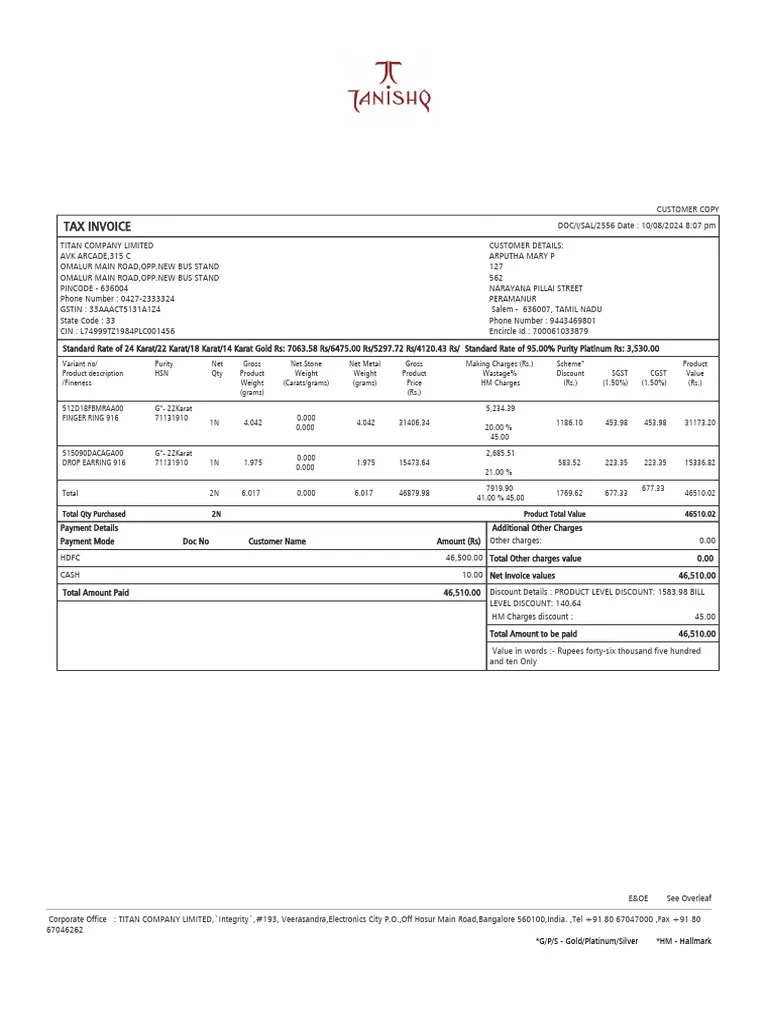 TANISHQ
CUSTOMER COPY
TAX INVOICE DOC/I/SAL/2556 Date : 10/08/2024 8:07 pm
TITAN COMPANY LIMITED
AVK ARCADE,315 C
OMALUR MAIN ROAD,OPP.NEW BUS STAND
OMALUR MAIN ROAD,OPP.NEW BUS STAND
PINCODE - 636004
Phone Number : 0427-2333324
GSTIN : 33AAACT5131A1Z4
State Code : 33
CIN : L74999TZ1984PLC001456
CUSTOMER DETAILS:
ARPUTHA MARY P
127
562
NARAYANA PILLAI STREET
PERAMANUR
Salem - 636007, TAMIL NADU
Phone Number : 9443469801
Encircle Id : 700061033879
Standard Rate of 24 Karat/22 Karat/18 Karat/14 Karat Gold Rs: 7063.58 Rs/6475.00 Rs/5297.72 Rs/4120.43 Rs/ Standard Rate of 95.00% Purity Platinum Rs: 3,530.00
Variant no/ Purity Net Gross Net Stone Net Metal Gross Making Charges (Rs.) Scheme* Product
Product description HSN Qty Product Weight Weight Product Wastage% Discount SGST CGST Value
/Fineness Weight (Carats/grams) (grams) Price HM Charges (Rs.) (1.50%) (1.50%) (Rs.)
(grams) (Rs.)
512D18FBMRAA00 G"- 22Karat 5,234.39
FINGER RING 916 71131910 0.000
1N 4.042 31406.34 4.042 1186.10 453.98 453.98 31173.20
0.000 20.00 %
45.00
515090DACAGA00 G"- 22Karat 2,685.51
DROP EARRING 916 71131910 1N 1.975 0.000 1.975 15473.64 583.52 223.35 223.35 15336.82
0.000 21.00 %
Total 2N 6.017 0.000 6.017 46879.98 7919.90 1769.62 677.33 677.33 46510.02
41.00 % 45.00
Total Qty Purchased 2N Product Total Value 46510.02
Payment Details
Payment Mode Doc No Customer Name Amount (Rs)
HDFC 46,500.00
CASH 10.00
Total Amount Paid 46,510.00
Additional Other Charges
Other charges: 0.00
Total Other charges value 0.00
Net invoice values 46,510.00
Discount Details : PRODUCT LEVEL DISCOUNT: 1583.98 BILL
LEVEL DISCOUNT: 140.64
HM Charges discount : 45.00
Total Amount to be paid 46,510.00
Value in words :- Rupees forty-six thousand five hundred
and ten Only
E&OE See Overleaf
Corporate Office : TITAN COMPANY LIMITED,`Integrity`,#193, Veerasandra,Electronics City P.O.,Off Hosur Main Road,Bangalore 560100,India. ,Tel +91 80 67047000 ,Fax +91 80
67046262
*G/P/S - Gold/Platinum/Silver *HM - Hallmark